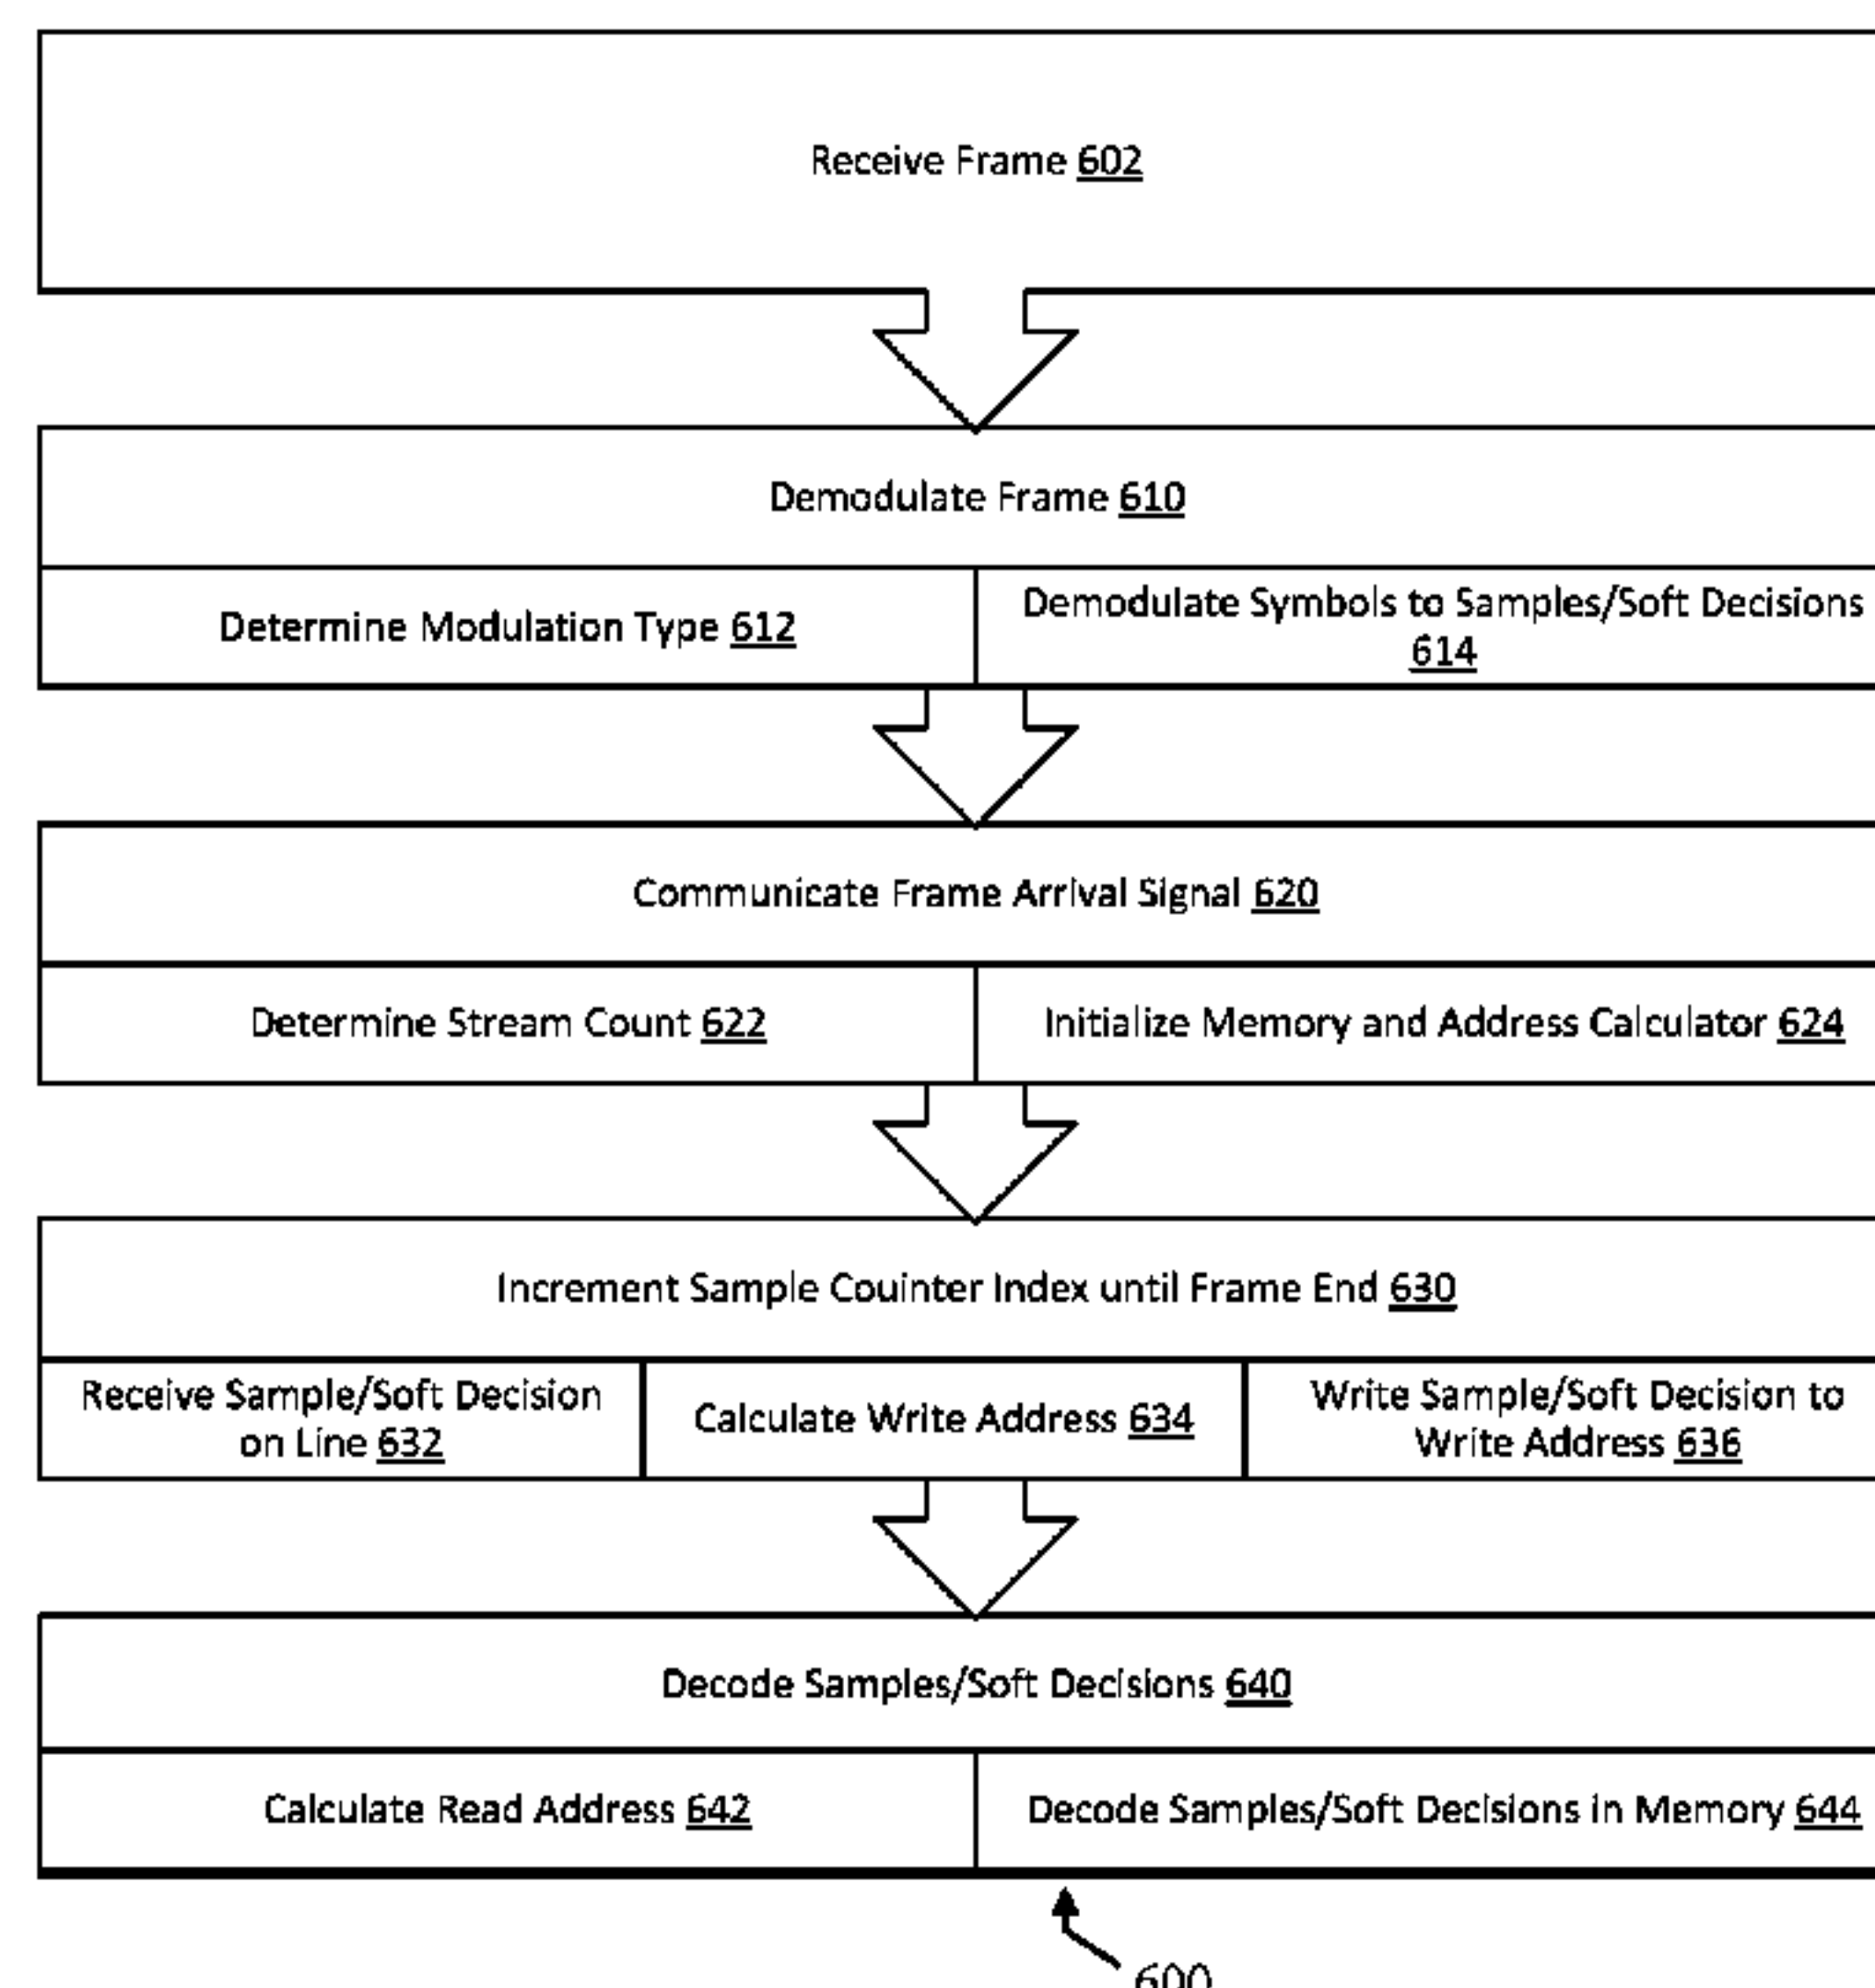 Receive Frame 602
Demodulate Frame 610
Determine Modulation Type 612
Demodulate Symbols to Samples/Soft Decisions
614
Communicate Frame Arrival Signal 620
Determine Stream Count 622
Initialize Memory and Address Calculator 624
Increment Sample Couinter Index until Frame End 630
Receive Sample/Soft Decision
on Line 632
Calculate Write Address 634
Write Sample/Soft Decision to
Write Address 636
Decode Samples/Soft Decisions 640
Calculate Read Address 642
Decode Samples/Soft Decisions in Memory 644
600